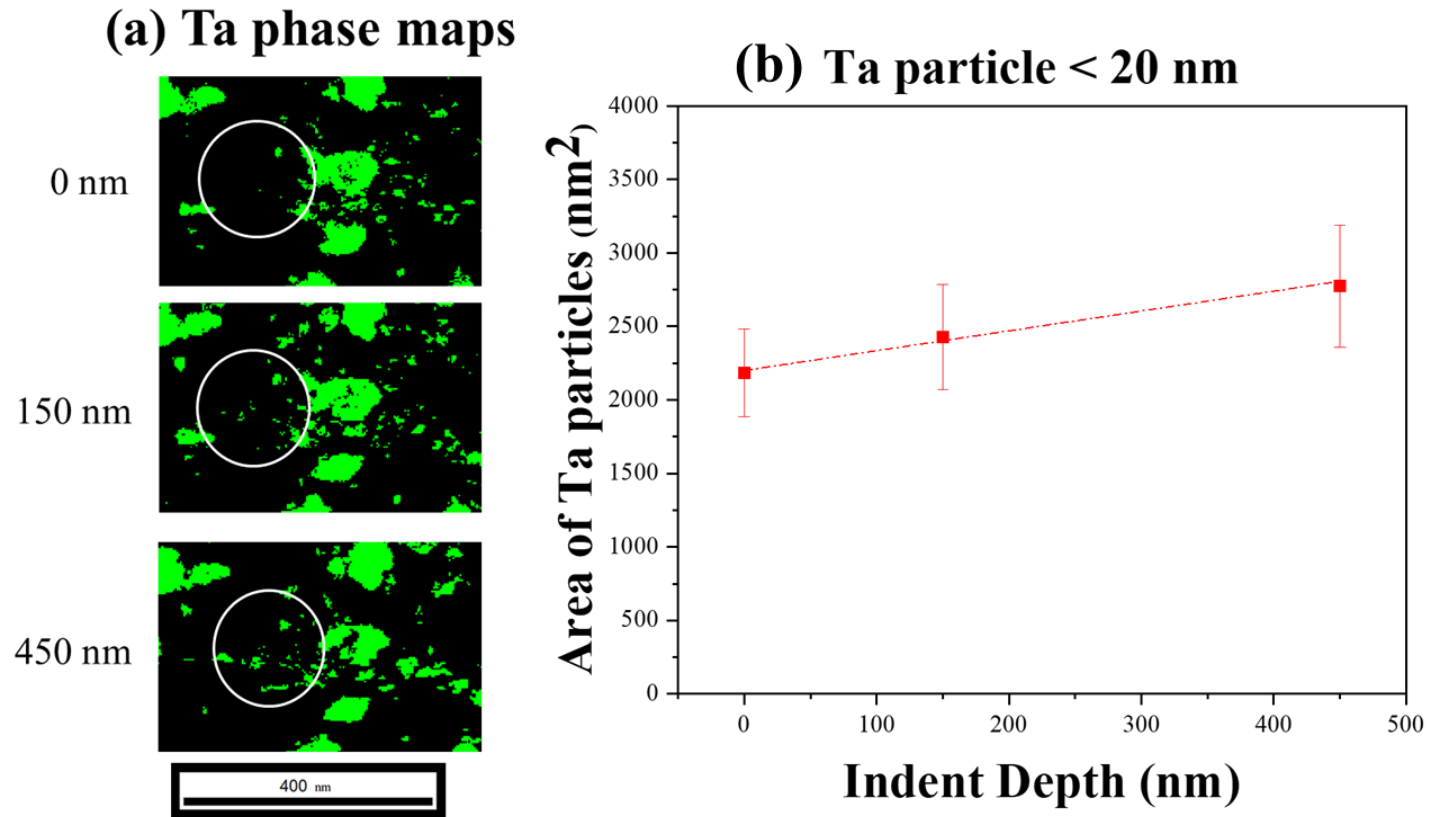 (a) Ta phase maps
0 nm
150 nm
450 nm
400 nm
(b) Ta particle < 20 nm
Area of Ta particles (nm²)
4000
3500
3000
2500
2000
1500
1000
500
0
0 100 200 300 400 500
Indent Depth (nm)